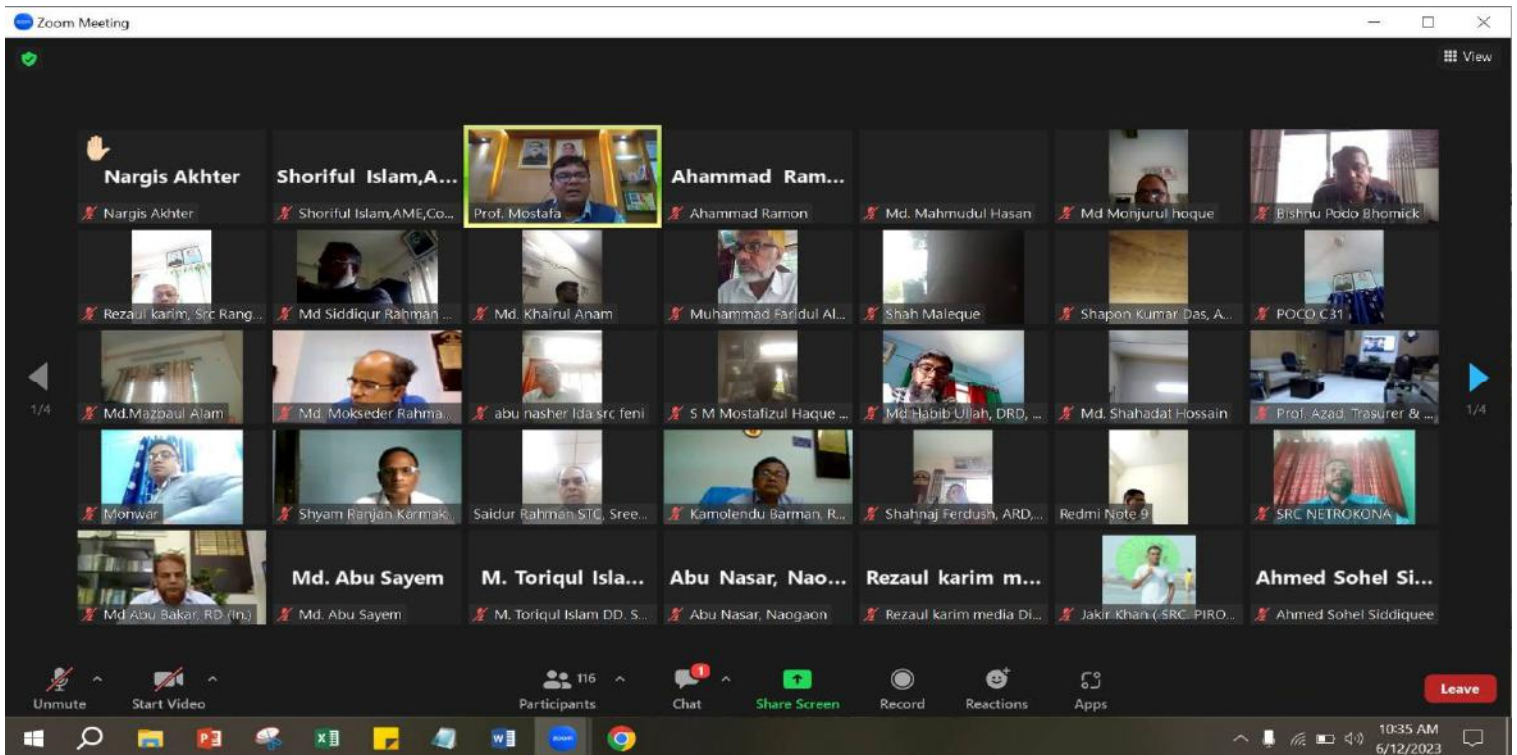 Zoom Meeting
View
Nargis Akhter
Nargis Akhter
Shoriful Islam,A...
Shoriful Islam,AME,Co...
Prof. Mostafa
Ahammad Ram...
Ahammad Ramon
Md. Mahmudul Hasan
Md Monjurul hoque
Bishnu Podo Bhomick
Rezaul karim, Src Rang...
Md Siddiqur Rahman ...
Md. Khairul Anam
Muhammad Faridul Al...
Shah Maleque
Shapon Kumar Das, A...
POCO C31
1/4
Md.Mazbaul Alam
Md. Mokseder Rahma...
abu nasher lda src feni
S M Mostafizul Haque ...
Md Habib Ullah, DRD, ...
Md. Shahadat Hossain
Prof. Azad, Trasurer & ...
1/4
Monwar
Shyam Ranjan Karmak...
Saidur Rahman STC, Sree...
Kamolendu Barman, R...
Shahnaj Ferdush, ARD,...
Redmi Note 9
SRC NETROKONA
Md Abu Bakar, RD (In.)
Md. Abu Sayem
Md. Abu Sayem
M. Toriqul Isla...
M. Toriqul Islam DD. S...
Abu Nasar, Nao...
Abu Nasar, Naogaon
Rezaul karim m...
Rezaul karim media Di...
Jakir Khan ( SRC. PIRO...
Ahmed Sohel Si...
Ahmed Sohel Siddiquee
Unmute
Start Video
116
Participants
1
Chat
Share Screen
Record
Reactions
Apps
Leave
zoom
10:35 AM
6/12/2023